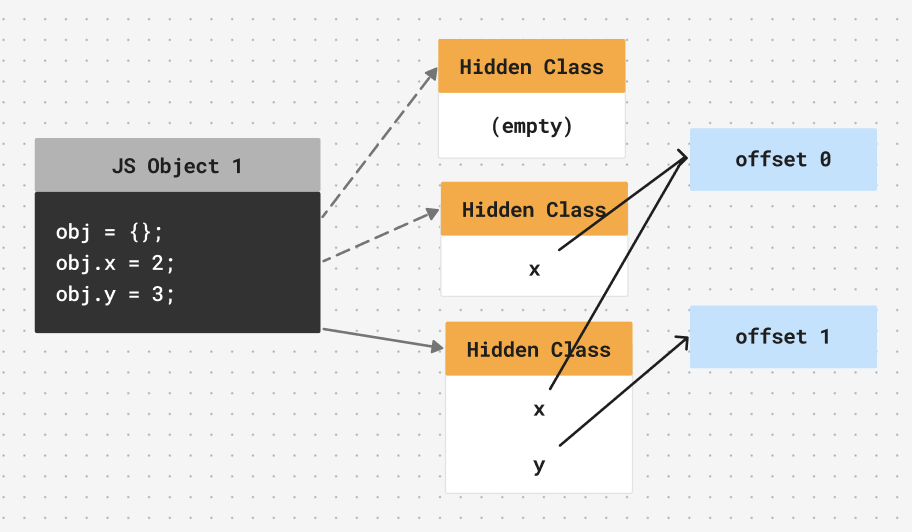 JS Object 1
obj = {};
obj.x = 2;
obj.y = 3;
Hidden Class
(empty)
Hidden Class
x
Hidden Class
x
y
offset 0
offset 1